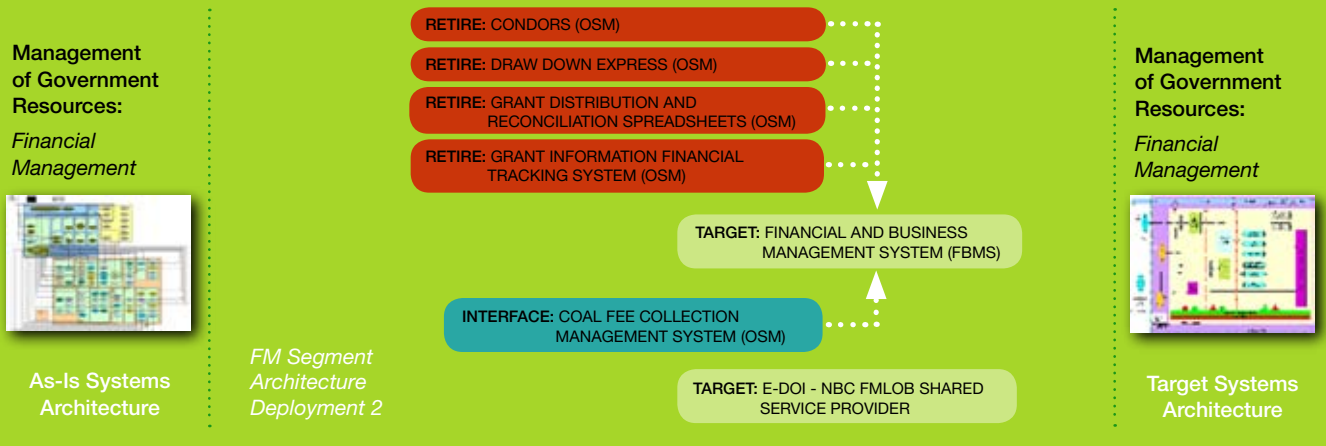 Management
of Government
Resources:
Financial
Management
As-Is Systems
Architecture
FM Segment
Architecture
Deployment 2
RETIRE: CONDORS (OSM)
RETIRE: DRAW DOWN EXPRESS (OSM)
RETIRE: GRANT DISTRIBUTION AND
RECONCILIATION SPREADSHEETS (OSM)
RETIRE: GRANT INFORMATION FINANCIAL
TRACKING SYSTEM (OSM)
TARGET: FINANCIAL AND BUSINESS
MANAGEMENT SYSTEM (FBMS)
INTERFACE: COAL FEE COLLECTION
MANAGEMENT SYSTEM (OSM)
TARGET: E-DOI - NBC FMLOB SHARED
SERVICE PROVIDER
Management
of Government
Resources:
Financial
Management
Target Systems
Architecture